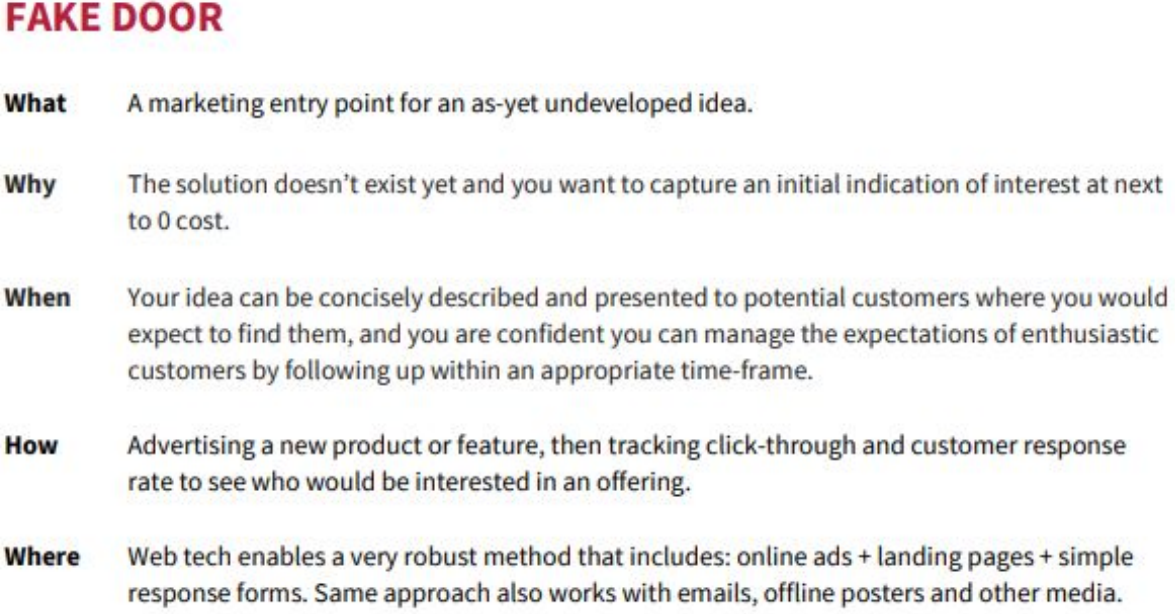 FAKE DOOR
What A marketing entry point for an as-yet undeveloped idea.
Why The solution doesn’t exist yet and you want to capture an initial indication of interest at next
to 0 cost.
When Your idea can be concisely described and presented to potential customers where you would
expect to find them, and you are confident you can manage the expectations of enthusiastic
customers by following up within an appropriate time-frame.
How Advertising a new product or feature, then tracking click-through and customer response
rate to see who would be interested in an offering.
Where Web tech enables a very robust method that includes: online ads + landing pages + simple
response forms. Same approach also works with emails, offline posters and other media.